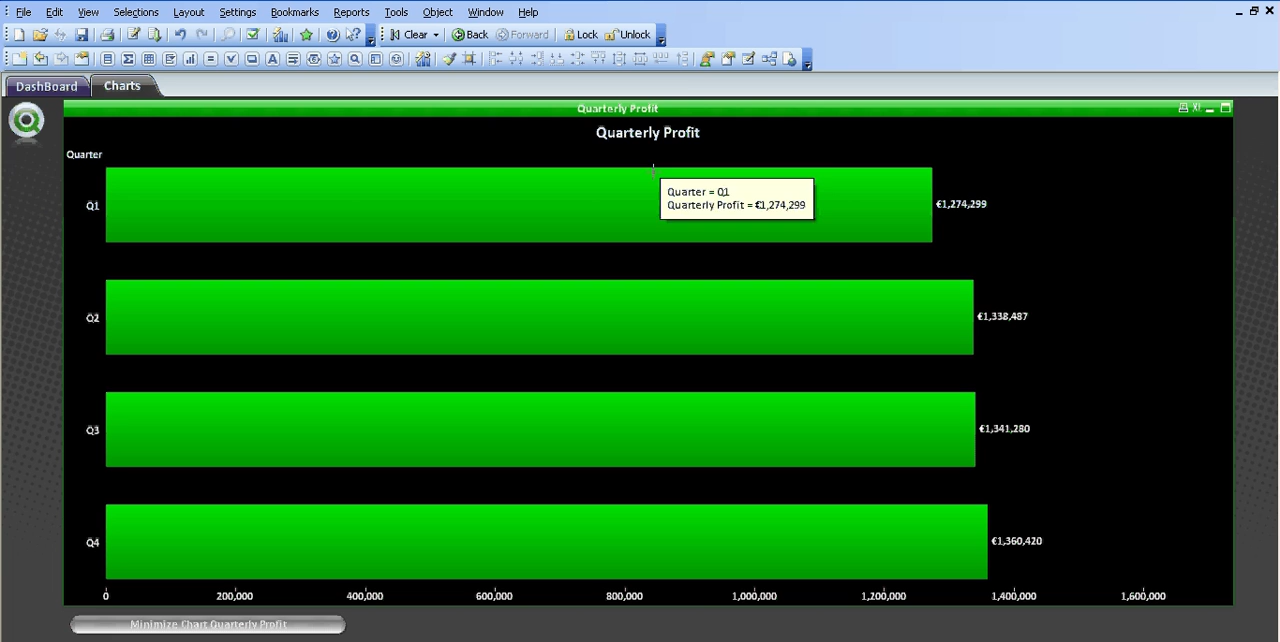 File Edit View Selections Layout Settings Bookmarks Reports Tools Object Window Help
Clear Back Forward Lock Unlock
DashBoard Charts
Quarterly Profit XL
Quarterly Profit
Quarter
Quarter = Q1
Quarterly Profit = €1,274,299
Q1 €1,274,299
Q2 €1,338,487
Q3 €1,341,280
Q4 €1,360,420
0 200,000 400,000 600,000 800,000 1,000,000 1,200,000 1,400,000 1,600,000
Minimize Chart Quarterly Profit